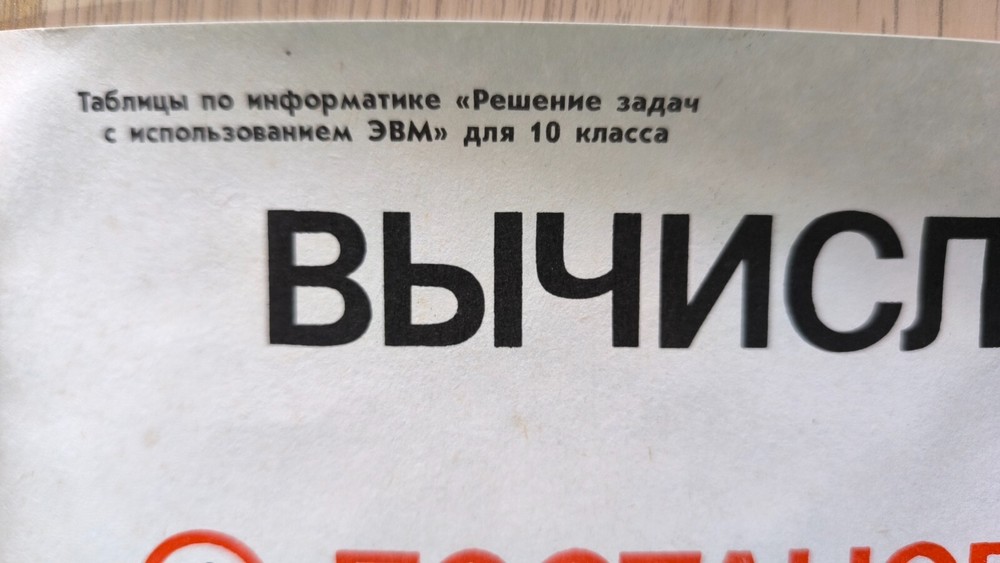 Таблицы по информатике «Решение задач
с использованием ЭВМ» для 10 класса
ВЫЧИСЛ